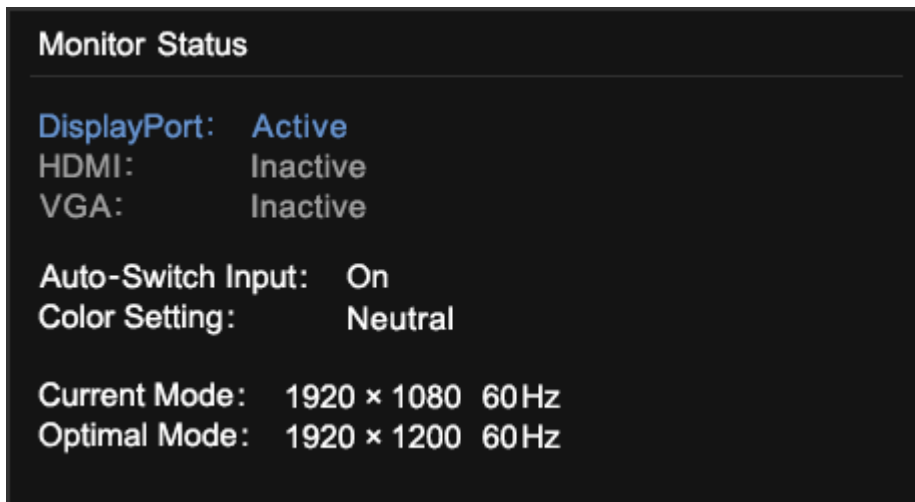 Monitor Status
DisplayPort: Active
HDMI: Inactive
VGA: Inactive
Auto-Switch Input: On
Color Setting: Neutral
Current Mode: 1920 × 1080 60Hz
Optimal Mode: 1920 × 1200 60Hz